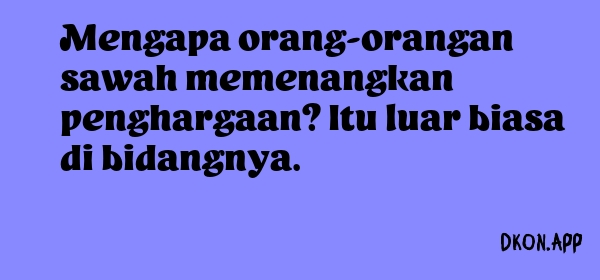 Mengapa orang-orangan
sawah memenangkan
penghargaan? Itu luar biasa
di bidangnya.
DKON.APP